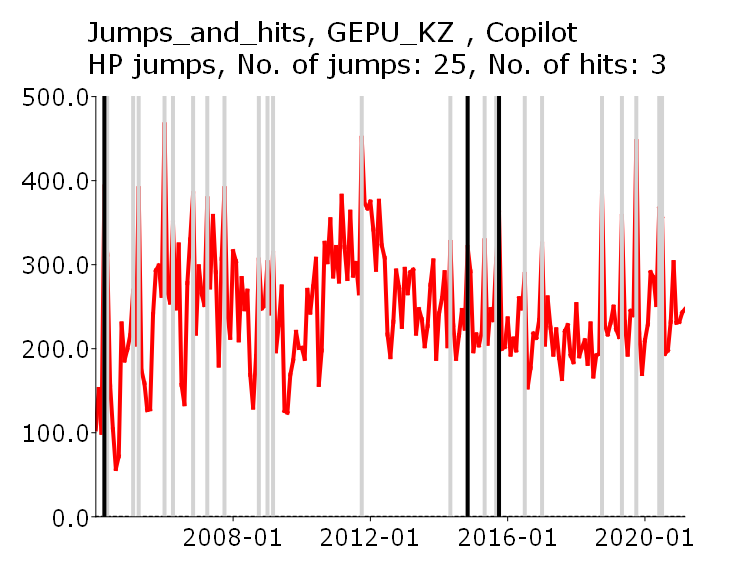 Jumps_and_hits, GEPU_KZ , Copilot
HP jumps, No. of jumps: 25, No. of hits: 3
500.0
400.0
300.0
200.0
100.0
0.0
2008-01 2012-01 2016-01 2020-01